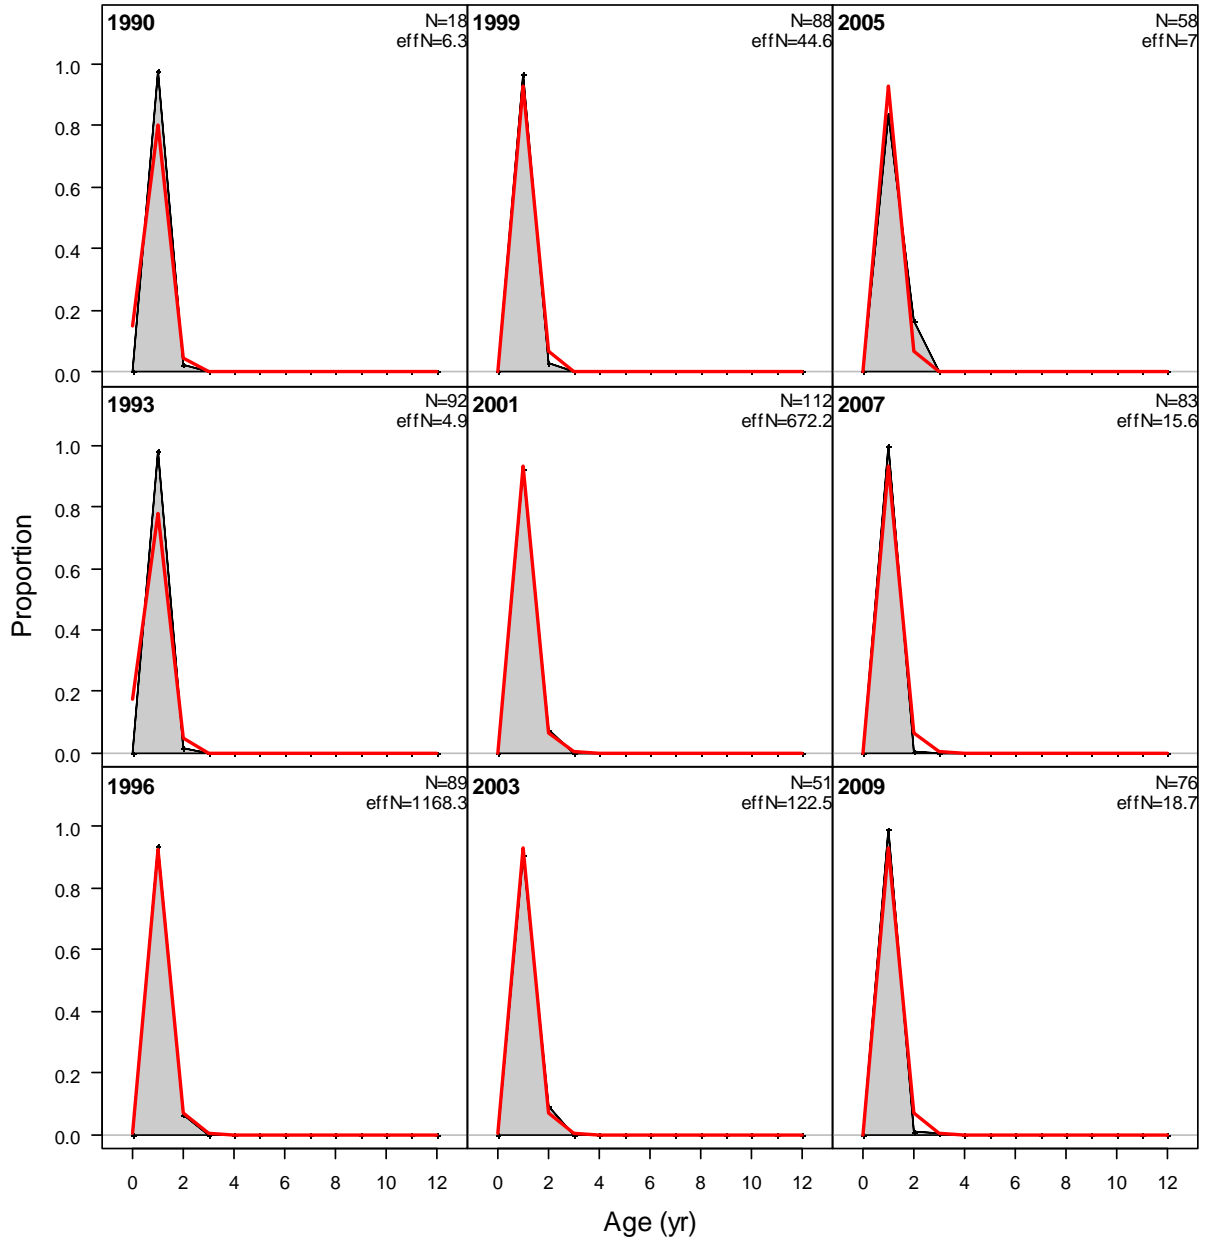 1990
N=18
effN=6.3
1999
N=88
effN=44.6
2005
N=58
effN=7
1.0
0.8
0.6
0.4
0.2
0.0
1993
N=92
effN=4.9
2001
N=112
effN=672.2
2007
N=83
effN=15.6
1.0
0.8
0.6
0.4
0.2
0.0
Proportion
1996
N=89
effN=1168.3
2003
N=51
effN=122.5
2009
N=76
effN=18.7
1.0
0.8
0.6
0.4
0.2
0.0
0 2 4 6 8 10 12 0 2 4 6 8 10 12 0 2 4 6 8 10 12
Age (yr)